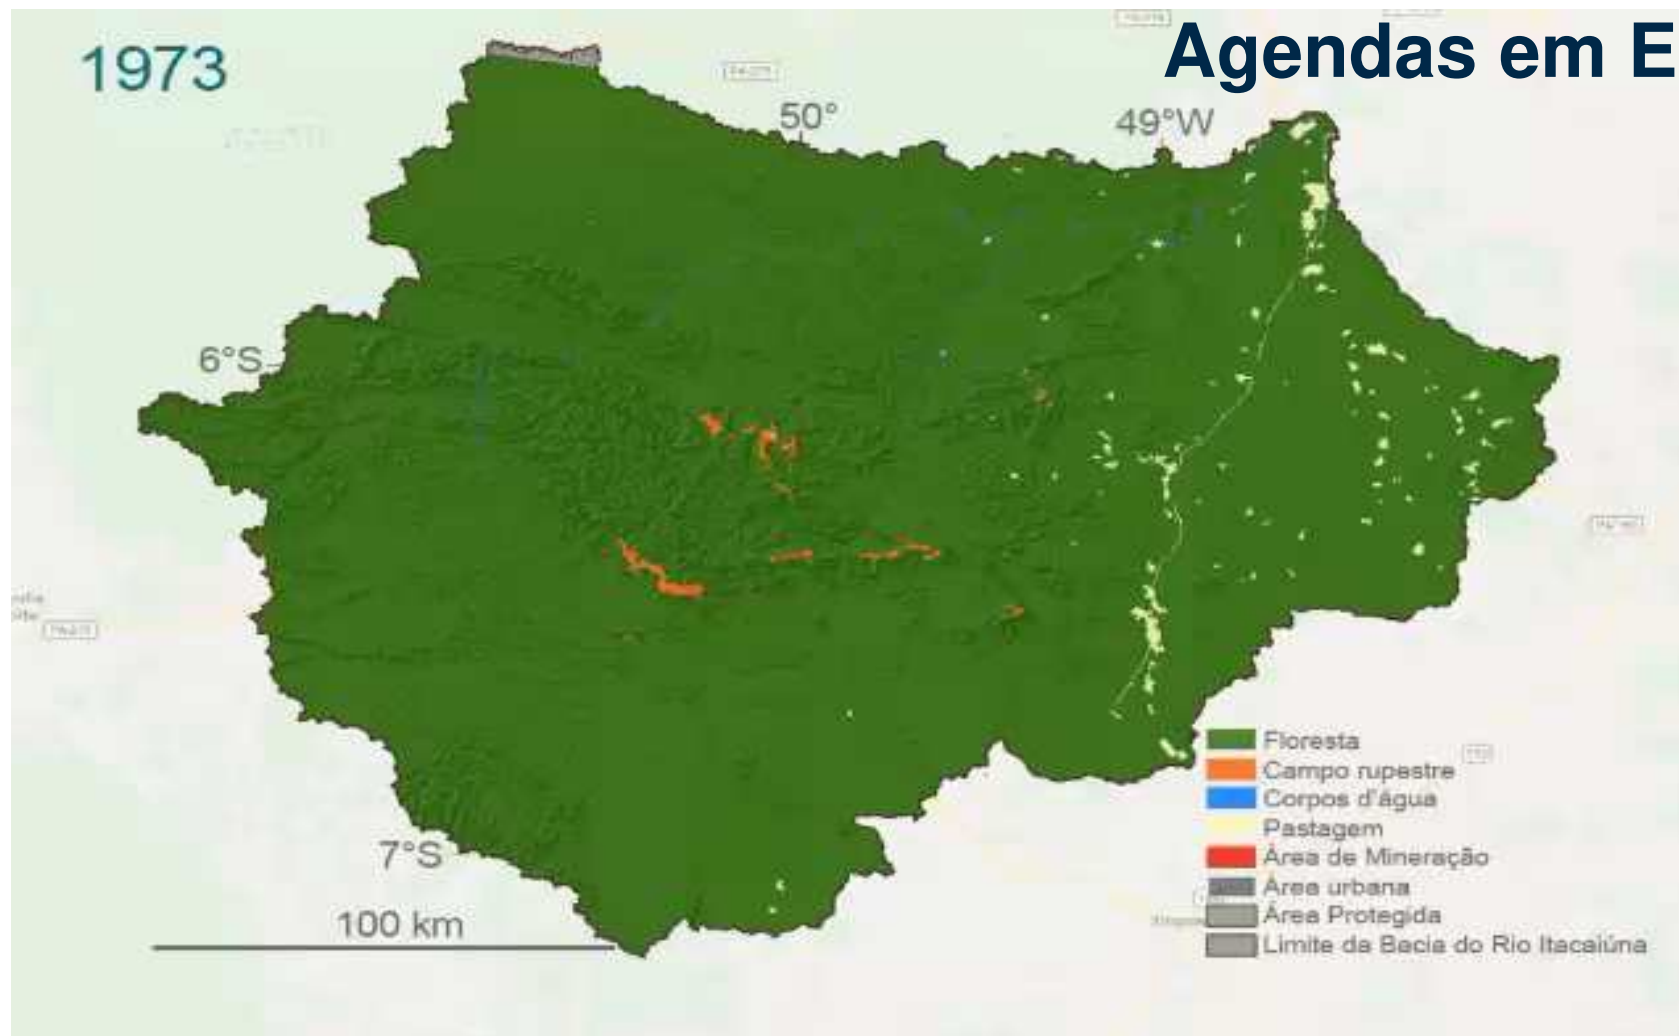 Agendas em E
1973
50°
49°W
6°S
7°S
100 km
Floresta
Campo rupestre
Corpos d'água
Pastagem
Área de Mineração
Área urbana
Área Protegida
Limite da Bacia do Rio Itacaiúna